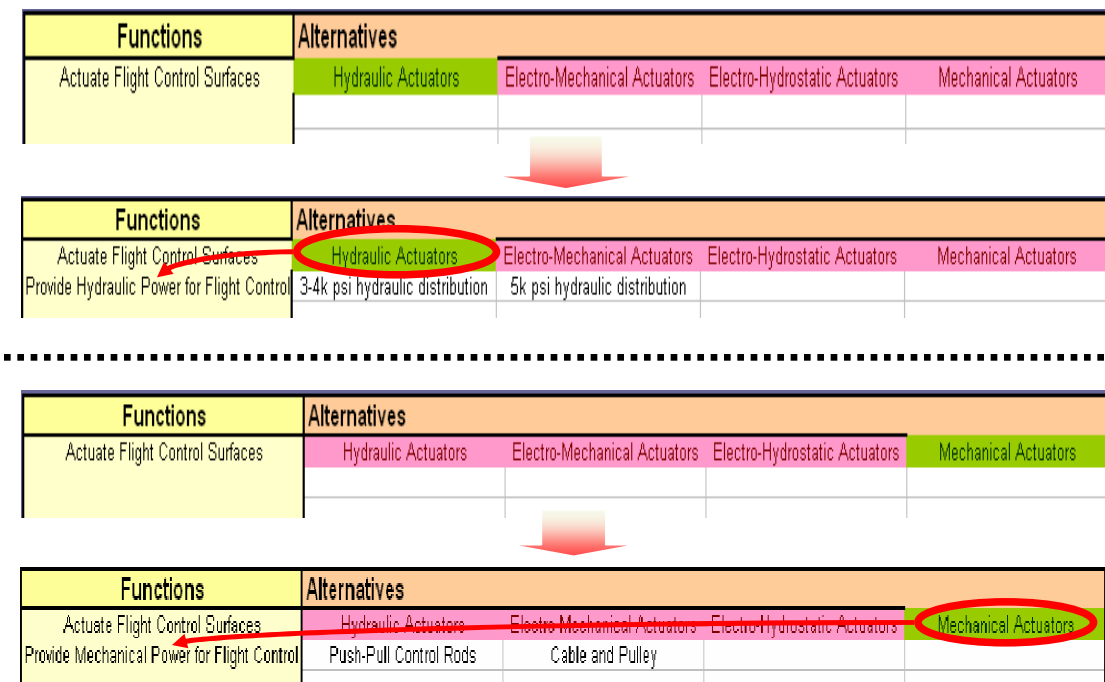 Functions Alternatives
Actuate Flight Control Surfaces Hydraulic Actuators Electro-Mechanical Actuators Electro-Hydrostatic Actuators Mechanical Actuators
Functions Alternatives
Actuate Flight Control Surfaces Hydraulic Actuators Electro-Mechanical Actuators Electro-Hydrostatic Actuators Mechanical Actuators
Provide Hydraulic Power for Flight Control 3-4k psi hydraulic distribution 5k psi hydraulic distribution
Functions Alternatives
Actuate Flight Control Surfaces Hydraulic Actuators Electro-Mechanical Actuators Electro-Hydrostatic Actuators Mechanical Actuators
Functions Alternatives
Actuate Flight Control Surfaces Hydraulic Actuators Electro-Mechanical Actuators Electro-Hydrostatic Actuators Mechanical Actuators
Provide Mechanical Power for Flight Control Push-Pull Control Rods Cable and Pulley